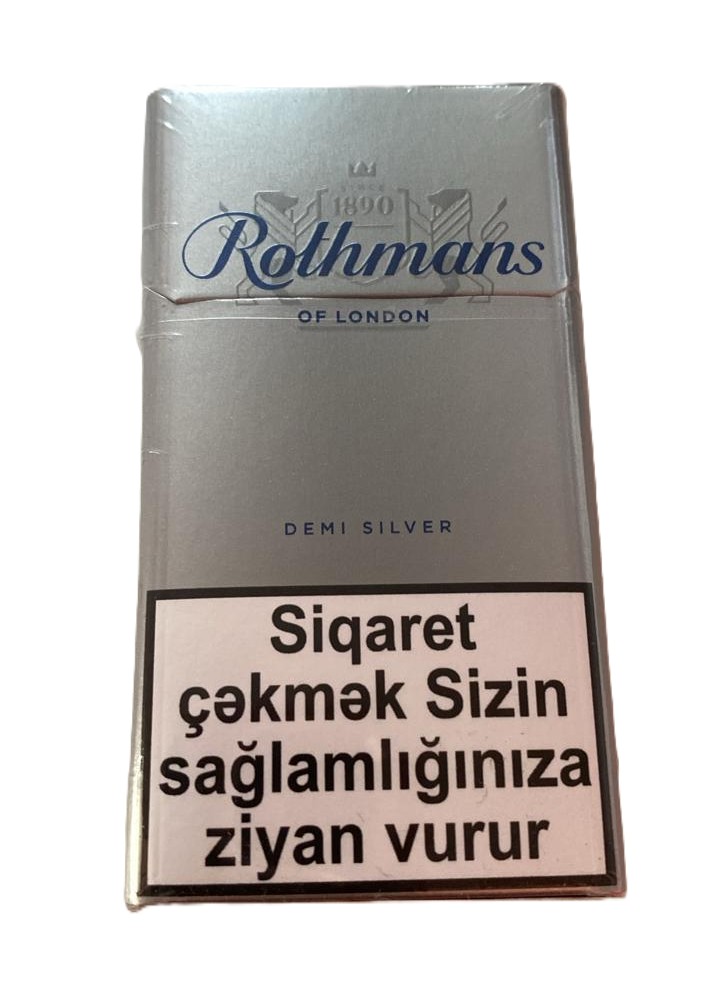 SINCE
1890
Rothmans
OF LONDON
DEMI SILVER
Siqaret
çəkmək Sizin
sağlamlığınıza
ziyan vurur